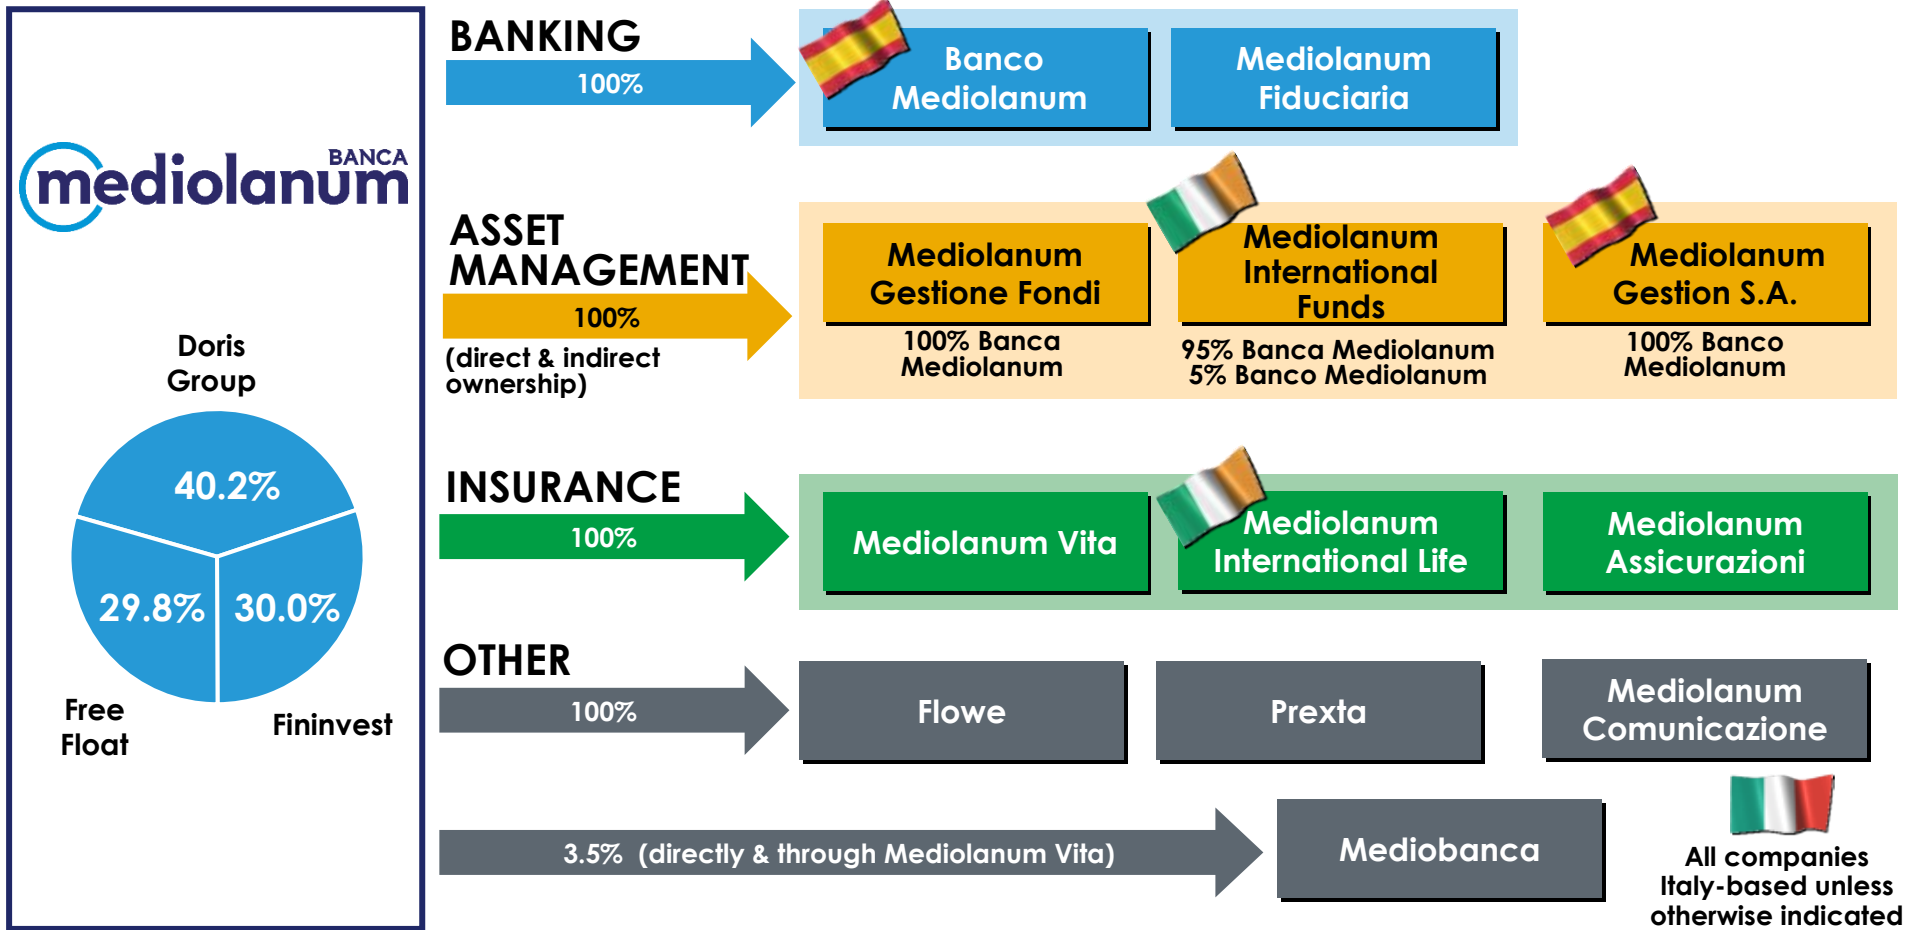 BANCA
mediolanum
Doris
Group
40.2%
29.8%
30.0%
Free
Float
Fininvest
BANKING
100%
Banco
Mediolanum
Mediolanum
Fiduciaria
ASSET
MANAGEMENT
100%
(direct & indirect
ownership)
Mediolanum
Gestione Fondi
100% Banca
Mediolanum
Mediolanum
International
Funds
95% Banca Mediolanum
5% Banco Mediolanum
Mediolanum
Gestion S.A.
100% Banco
Mediolanum
INSURANCE
100%
Mediolanum Vita
Mediolanum
International Life
Mediolanum
Assicurazioni
OTHER
100%
Flowe
Prexta
Mediolanum
Comunicazione
3.5% (directly & through Mediolanum Vita)
Mediobanca
All companies
Italy-based unless
otherwise indicated